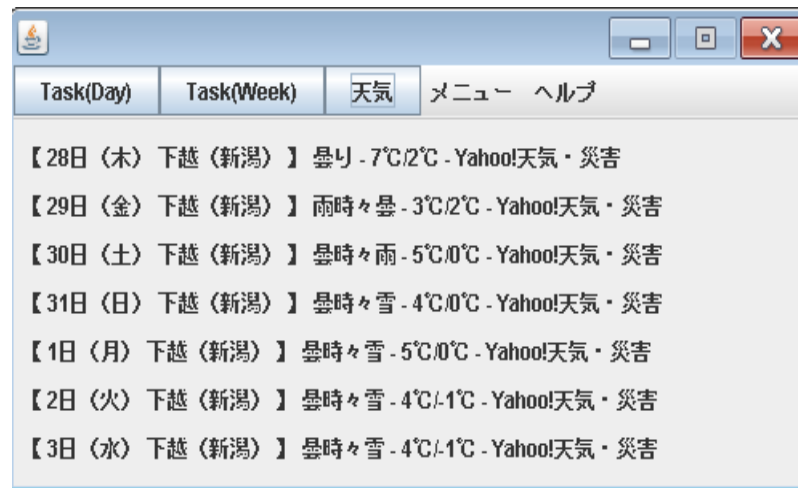 Task(Day) Task(Week) 天気 メニュー ヘルプ
【 28日（木） 下越（新潟） 】 曇り - 7℃/2℃ - Yahoo!天気・災害
【 29日（金） 下越（新潟） 】 雨時々曇 - 3℃/2℃ - Yahoo!天気・災害
【 30日（土） 下越（新潟） 】 曇時々雨 - 5℃/0℃ - Yahoo!天気・災害
【 31日（日） 下越（新潟） 】 曇時々雪 - 4℃/0℃ - Yahoo!天気・災害
【 1日（月） 下越（新潟） 】 曇時々雪 - 5℃/0℃ - Yahoo!天気・災害
【 2日（火） 下越（新潟） 】 曇時々雪 - 4℃/-1℃ - Yahoo!天気・災害
【 3日（水） 下越（新潟） 】 曇時々雪 - 4℃/-1℃ - Yahoo!天気・災害